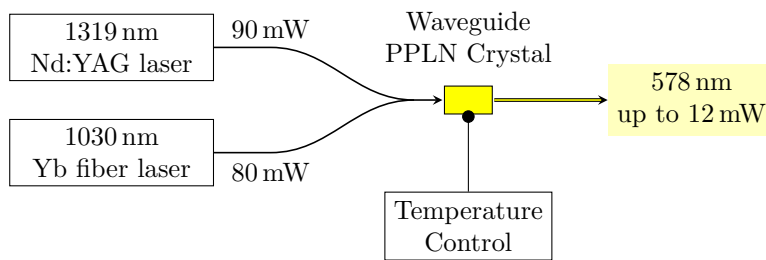 1319 nm
Nd:YAG laser
90 mW
Waveguide
PPLN Crystal
578 nm
up to 12 mW
1030 nm
Yb fiber laser
80 mW
Temperature
Control